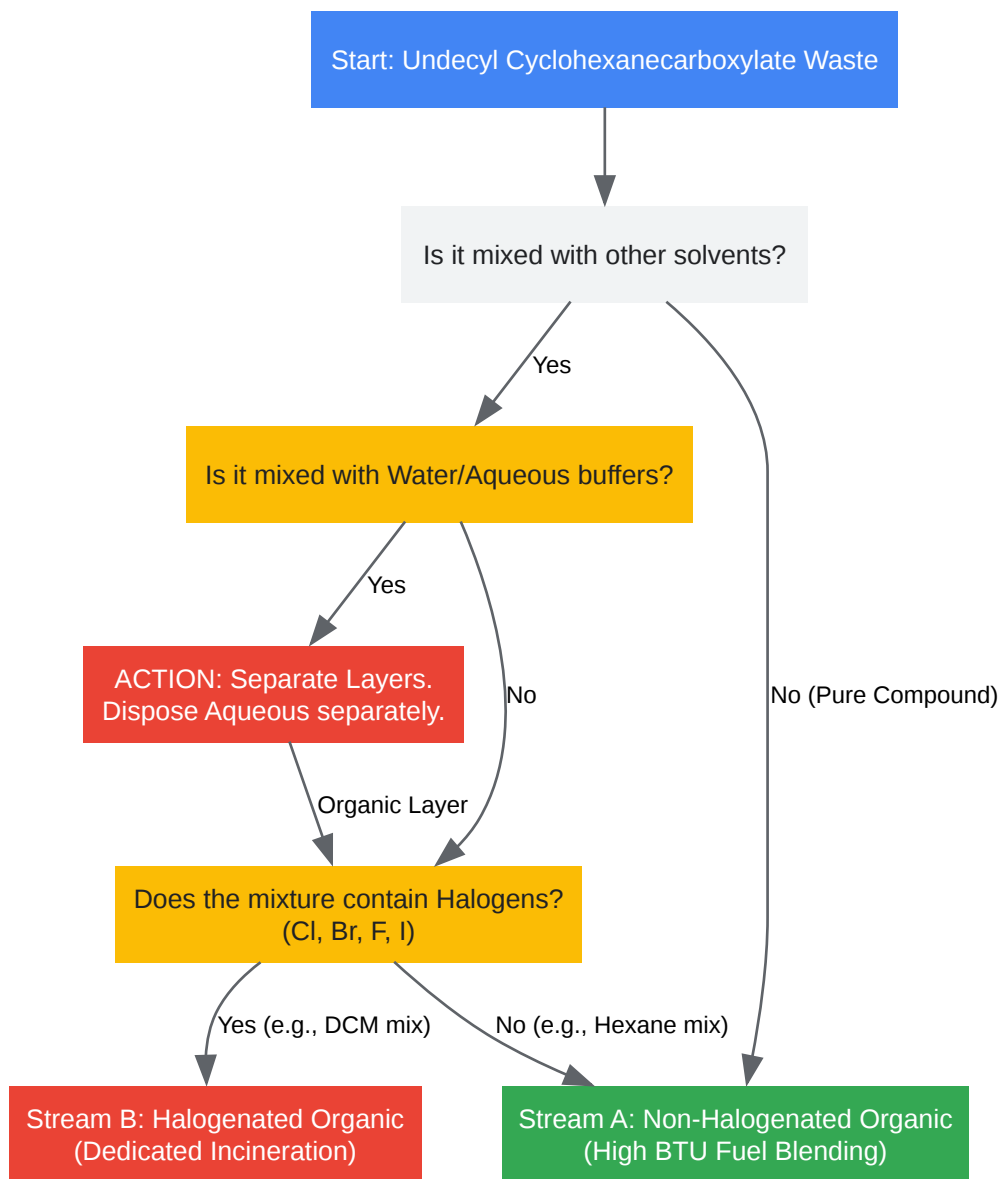 Start: Undecyl Cyclohexanecarboxylate Waste
Is it mixed with other solvents?
Yes
Is it mixed with Water/Aqueous buffers?
Yes
ACTION: Separate Layers.
Dispose Aqueous separately.
No
No (Pure Compound)
Organic Layer
Does the mixture contain Halogens?
(Cl, Br, F, I)
Yes (e.g., DCM mix)
No (e.g., Hexane mix)
Stream B: Halogenated Organic
(Dedicated Incineration)
Stream A: Non-Halogenated Organic
(High BTU Fuel Blending)